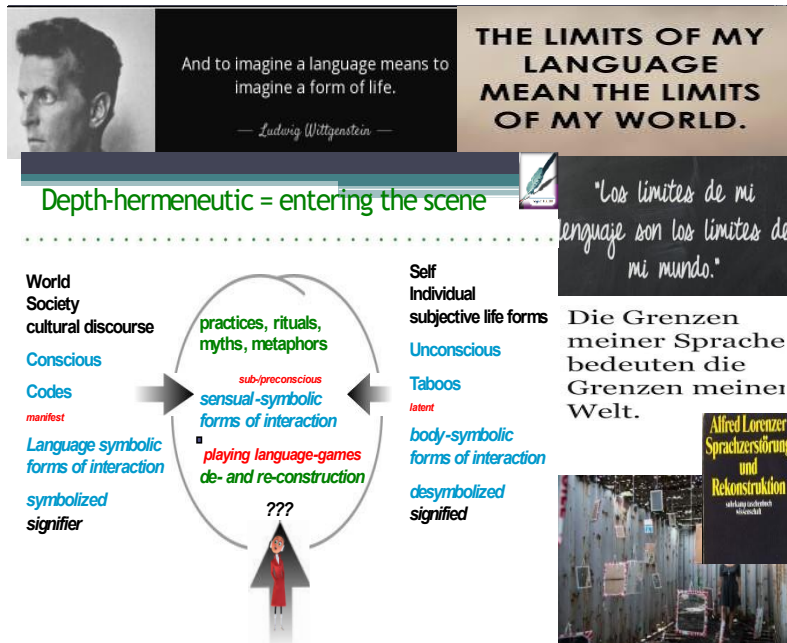 And to imagine a language means to
imagine a form of life.
— Ludwig Wittgenstein —
THE LIMITS OF MY
LANGUAGE
MEAN THE LIMITS
OF MY WORLD.
Depth-hermeneutic = entering the scene
"Los límites de mi
lenguaje son los límites de
mi mundo."
World
Society
cultural discourse
Conscious
Codes
manifest
Language symbolic
forms of interaction
symbolized
signifier
practices, rituals,
myths, metaphors
sub-/preconscious
sensual-symbolic
forms of interaction
playing language-games
de- and re-construction
???
Self
Individual
subjective life forms
Unconscious
Taboos
latent
body-symbolic
forms of interaction
desymbolized
signified
Die Grenzen
meiner Sprache
bedeuten die
Grenzen meiner
Welt.
Alfred Lorenzer
Sprachzerstörung
und
Rekonstruktion
suhrkamp taschenbuch
wissenschaft